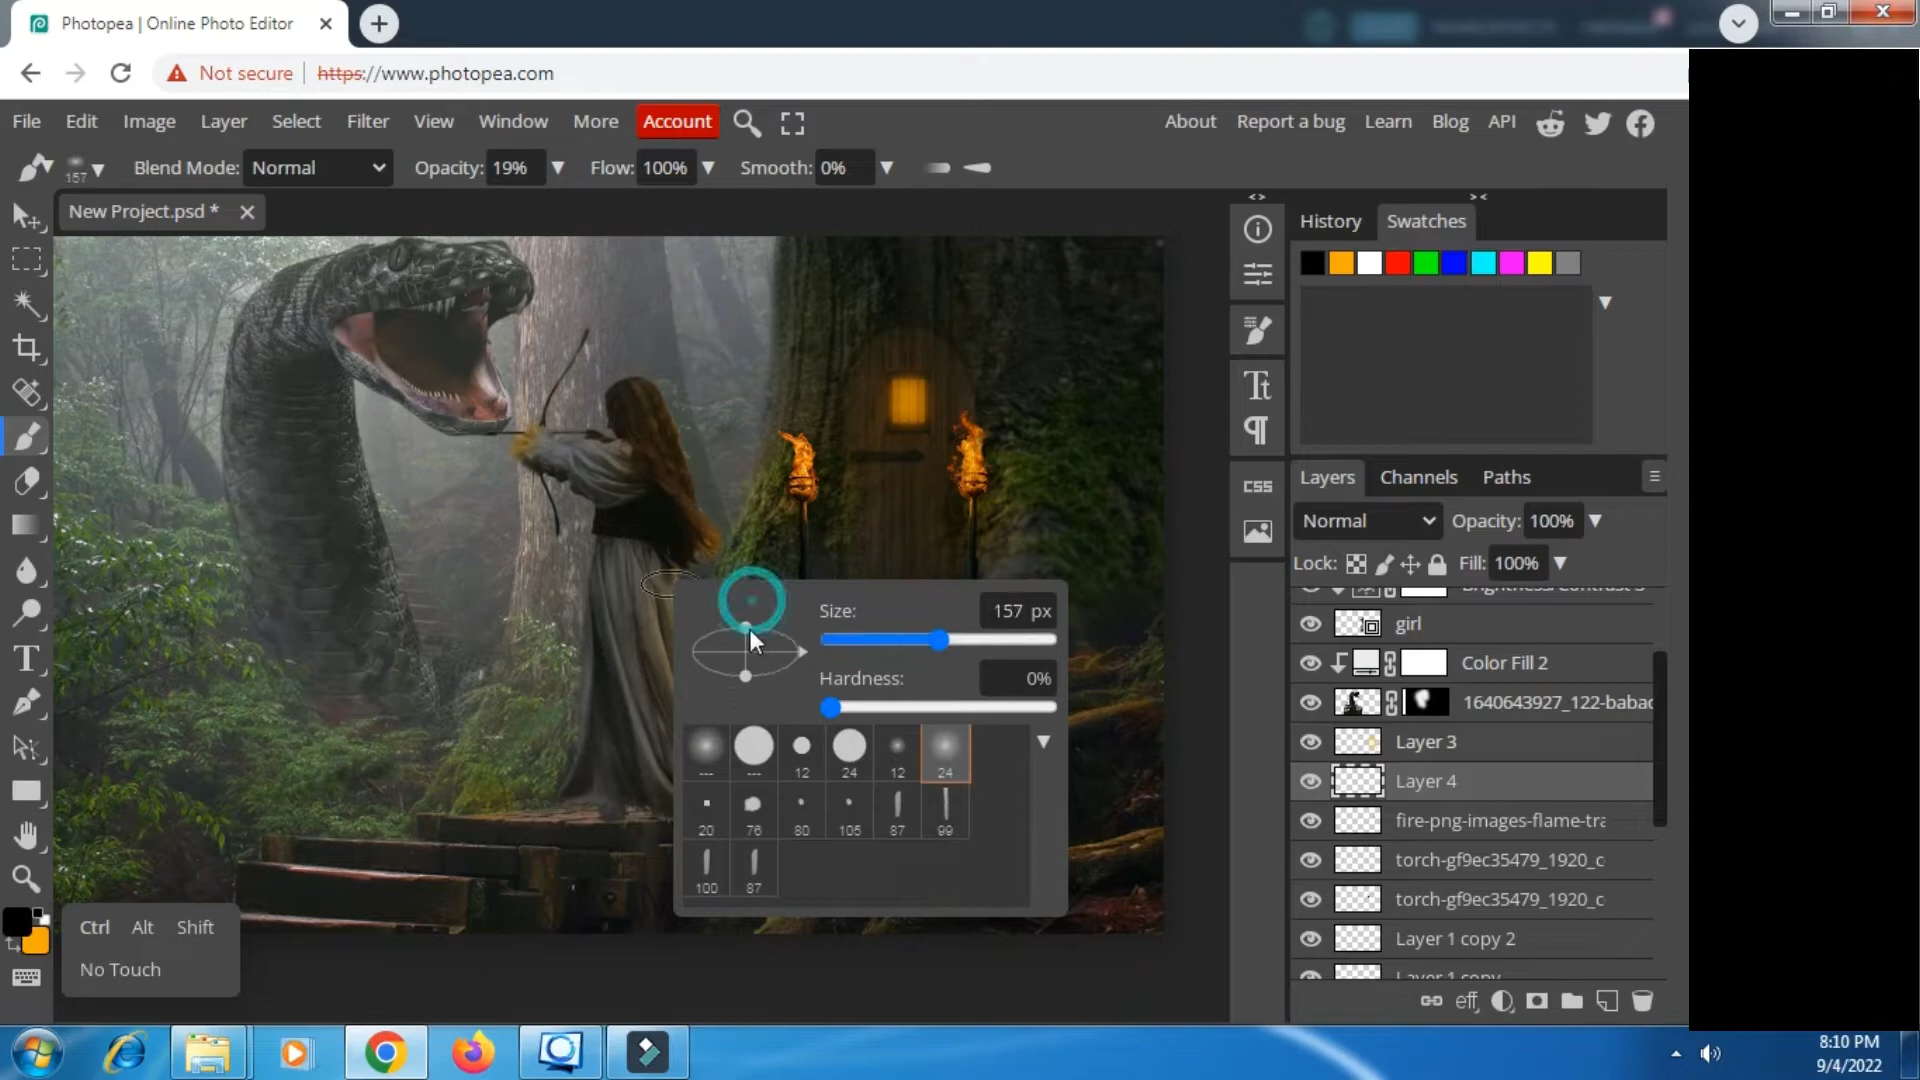 Photopea | Online Photo Editor
Not secure https://www.photopea.com
File Edit Image Layer Select Filter View Window More Account About Report a bug Learn Blog API
157 Blend Mode: Normal Opacity: 19% Flow: 100% Smooth: 0%
New Project.psd *
History Swatches
Tt
CSS
Layers Channels Paths
Normal Opacity: 100%
Lock: Fill: 100%
girl
Color Fill 2
1640643927_122-babac
Layer 3
Layer 4
fire-png-images-flame-tra
torch-gf9ec35479_1920_c
torch-gf9ec35479_1920_c
Layer 1 copy 2
Layer 1 copy
eff
Size: 157 px
Hardness: 0%
--- --- 12 24 12 24
20 76 80 105 87 99
100 87
T
Ctrl Alt Shift
No Touch
8:10 PM
9/4/2022